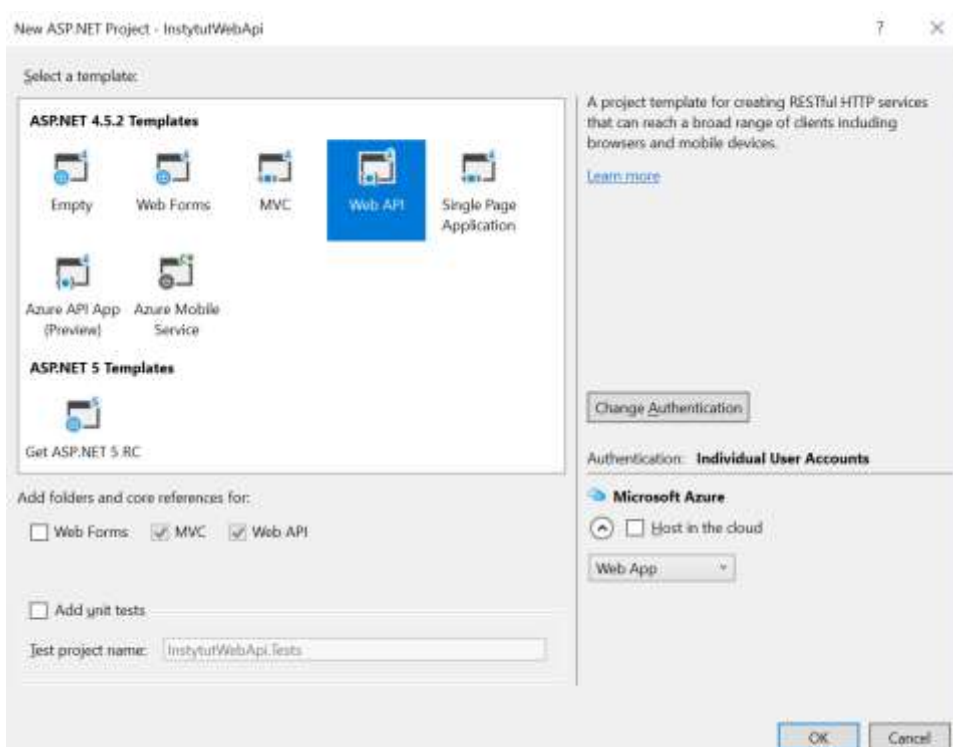 New ASP.NET Project - InstytutWebApi
?
Select a template:
ASP.NET 4.5.2 Templates
Empty
Web Forms
MVC
Web API
Single Page
Application
Azure API App
(Preview)
Azure Mobile
Service
ASP.NET 5 Templates
Get ASP.NET 5 RC
A project template for creating RESTful HTTP services
that can reach a broad range of clients including
browsers and mobile devices.
Learn more
Change Authentication
Authentication: Individual User Accounts
Microsoft Azure
Host in the cloud
Web App
Add folders and core references for:
Web Forms MVC Web API
Add unit tests
Test project name: InstytutWebApi.Tests
OK Cancel